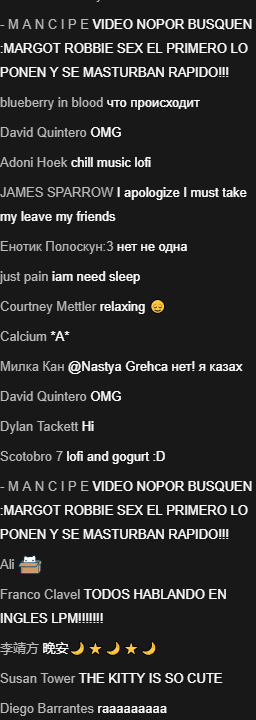 - M A N C I P E VIDEO NOPOR BUSQUEN
:MARGOT ROBBIE SEX EL PRIMERO LO
PONEN Y SE MASTURBAN RAPIDO!!!
blueberry in blood что происходит
David Quintero OMG
Adoni Hoek chill music lofi
JAMES SPARROW I apologize I must take
my leave my friends
Енотик Полоскун:3 нет не одна
just pain iam need sleep
Courtney Mettler relaxing 😌
Calcium *A*
Милка Кан @Nastya Grehca нет! я казах
David Quintero OMG
Dylan Tackett Hi
Scotobro 7 lofi and gogurt :D
- M A N C I P E VIDEO NOPOR BUSQUEN
:MARGOT ROBBIE SEX EL PRIMERO LO
PONEN Y SE MASTURBAN RAPIDO!!!
Ali
Franco Clavel TODOS HABLANDO EN
INGLES LPM!!!!!!!
李靖方 晚安🌙⭐🌙⭐🌙
Susan Tower THE KITTY IS SO CUTE
Diego Barrantes raaaaaaaaa